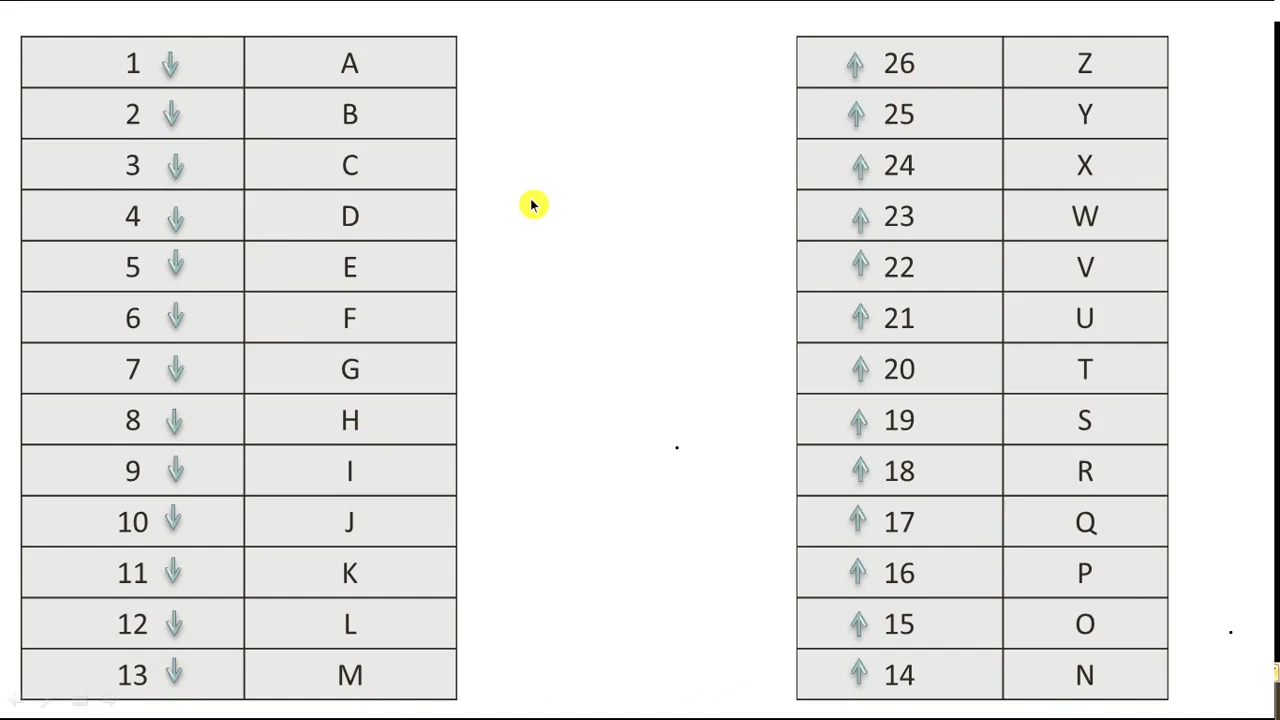 1 A 26 Z
2 B 25 Y
3 C 24 X
4 D 23 W
5 E 22 V
6 F 21 U
7 G 20 T
8 H 19 S
9 I 18 R
10 J 17 Q
11 K 16 P
12 L 15 O
13 M 14 N